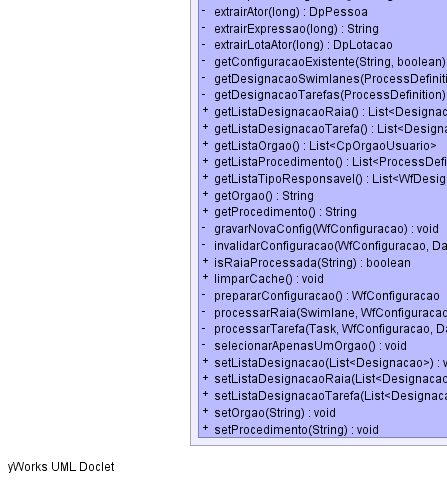 - extrairAtor(long) : DpPessoa
- extrairExpressao(long) : String
- extrairLotaAtor(long) : DpLotacao
- getConfiguracaoExistente(String, boolean)
- getDesignacaoSwimlanes(ProcessDefiniti
- getDesignacaoTarefas(ProcessDefinition)
+ getListaDesignacaoRaia() : List<Designac
+ getListaDesignacaoTarefa() : List<Design
+ getListaOrgao() : List<CpOrgaoUsuario>
+ getListaProcedimento() : List<ProcessDefi
+ getListaTipoResponsavel() : List<WfDesig
+ getOrgao() : String
+ getProcedimento() : String
- gravarNovaConfig(WfConfiguracao) : void
- invalidarConfiguracao(WfConfiguracao, Da
+ isRaiaProcessada(String) : boolean
+ limparCache() : void
- prepararConfiguracao() : WfConfiguracao
- processarRaia(Swimlane, WfConfiguracao
- processarTarefa(Task, WfConfiguracao, Da
- selecionarApenasUmOrgao() : void
+ setListaDesignacao(List<Designacao>) : v
+ setListaDesignacaoRaia(List<Designacao
+ setListaDesignacaoTarefa(List<Designaca
+ setOrgao(String) : void
+ setProcedimento(String) : void
yWorks UML Doclet